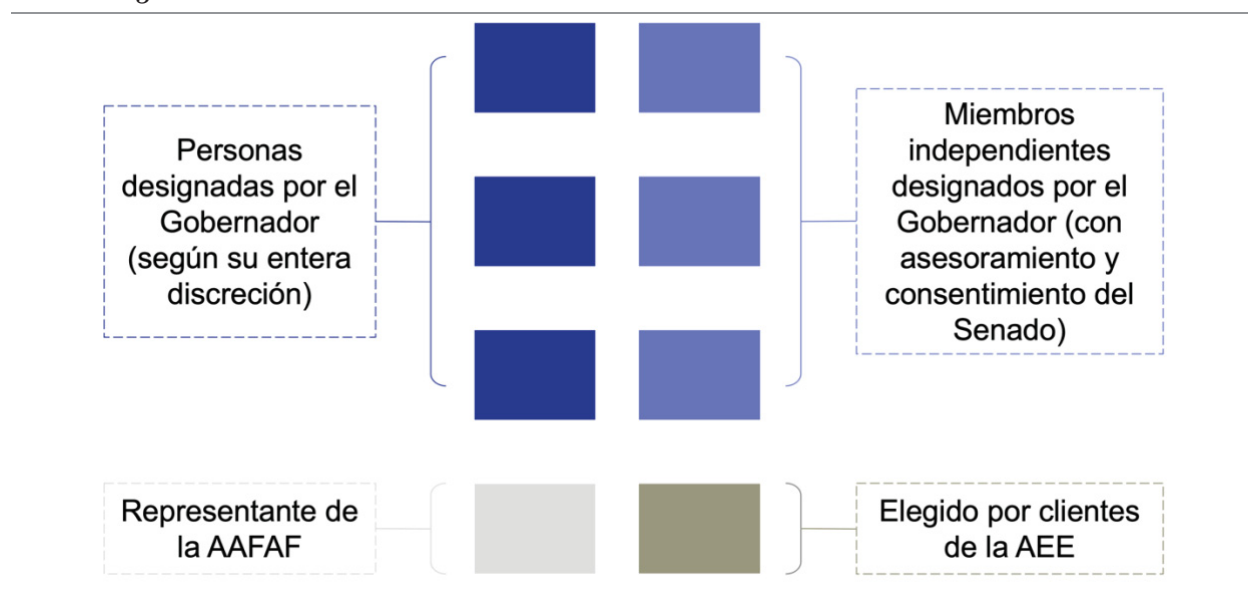 Personas
designadas por el
Gobernador
(según su entera
discreción)
Miembros
independientes
designados por el
Gobernador (con
asesoramiento y
consentimiento del
Senado)
Representante de
la AAFAF
Elegido por clientes
de la AEE